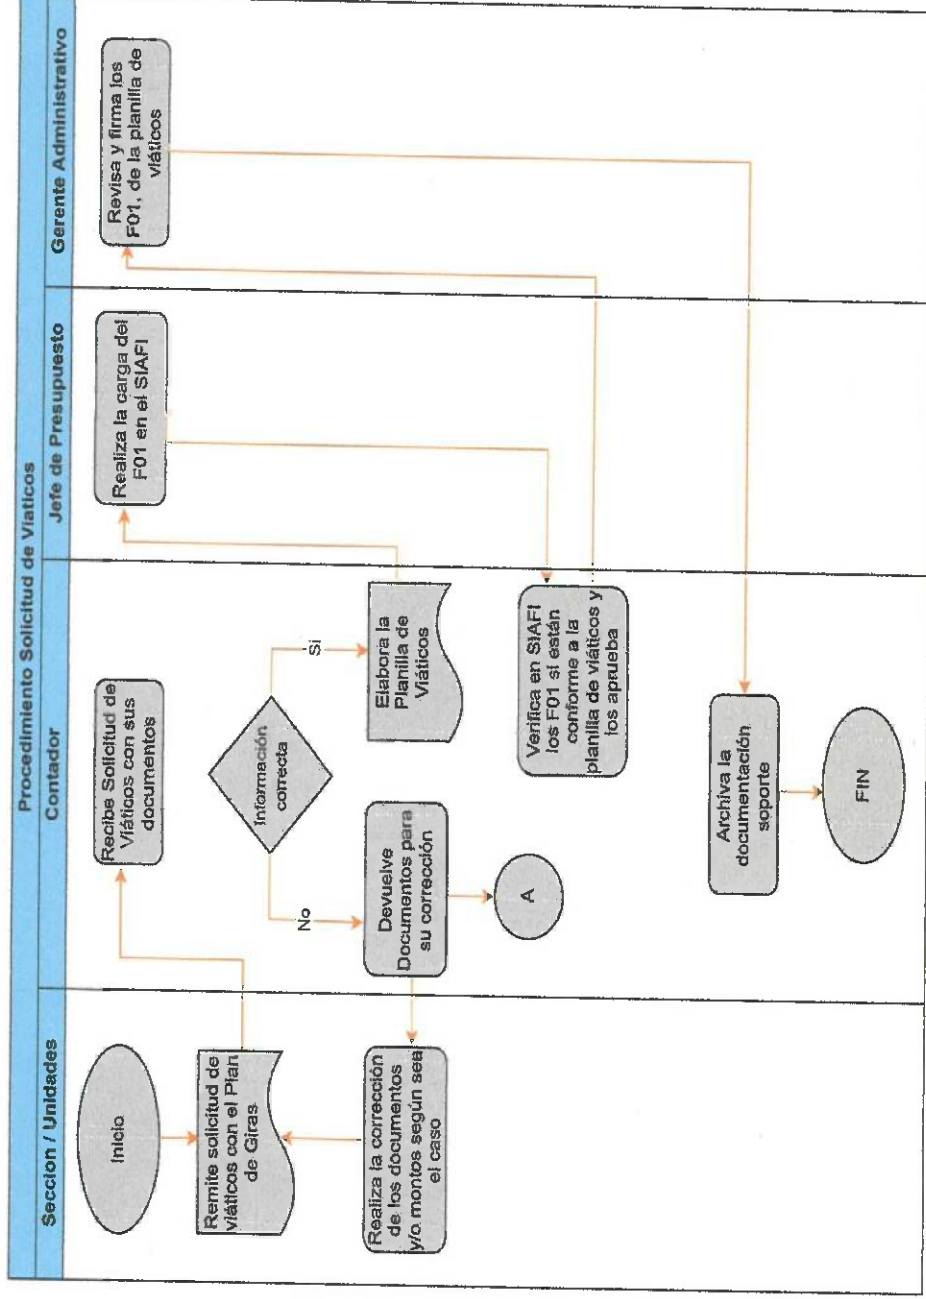 Procedimiento Solicitud de Viaticos
Seccion / Unidades
Contador
Jefe de Presupuesto
Gerente Administrativo
Inicio
Remite solicitud de
viáticos con el Plan
de Giras
Realiza la corrección
de los documentos
y/o montos según sea
el caso
Recibe Solicitud de
Viáticos con sus
documentos
Información
correcta
No
Si
Devuelve
Documentos para
su corrección
A
Elabora la
Planilla de
Viáticos
Verifica en SIAFI
los F01 si están
conforme a la
planilla de viáticos y
los aprueba
Archiva la
documentación
soporte
FIN
Realiza la carga del
F01 en el SIAFI
Revisa y firma los
F01, de la planilla de
viáticos